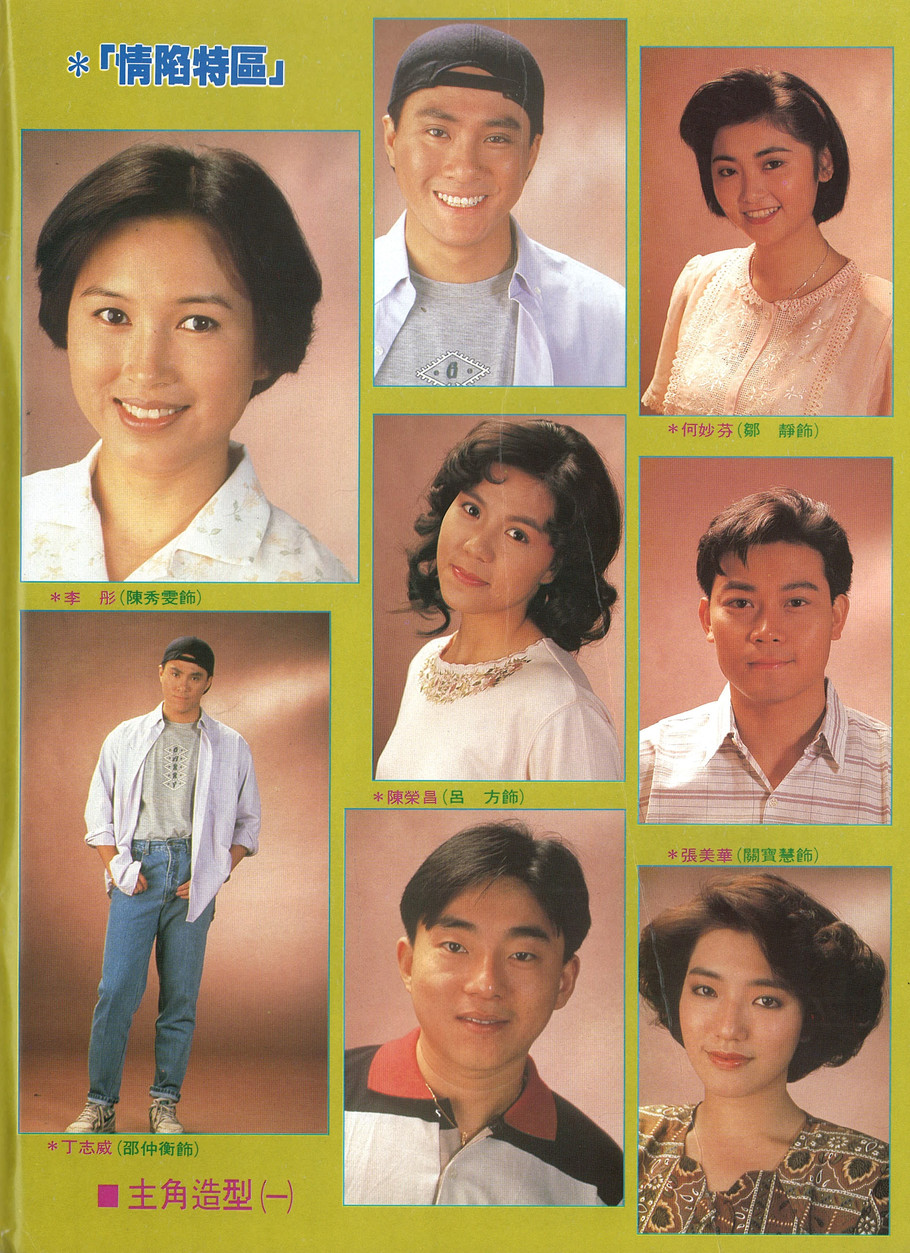 *「情陷特區」
*李　彤(陳秀雯飾)
*何妙芬(鄒　靜飾)
*陳榮昌(呂　方飾)
*張美華(關寶慧飾)
*丁志威(邵仲衡飾)
■主角造型(一)
6